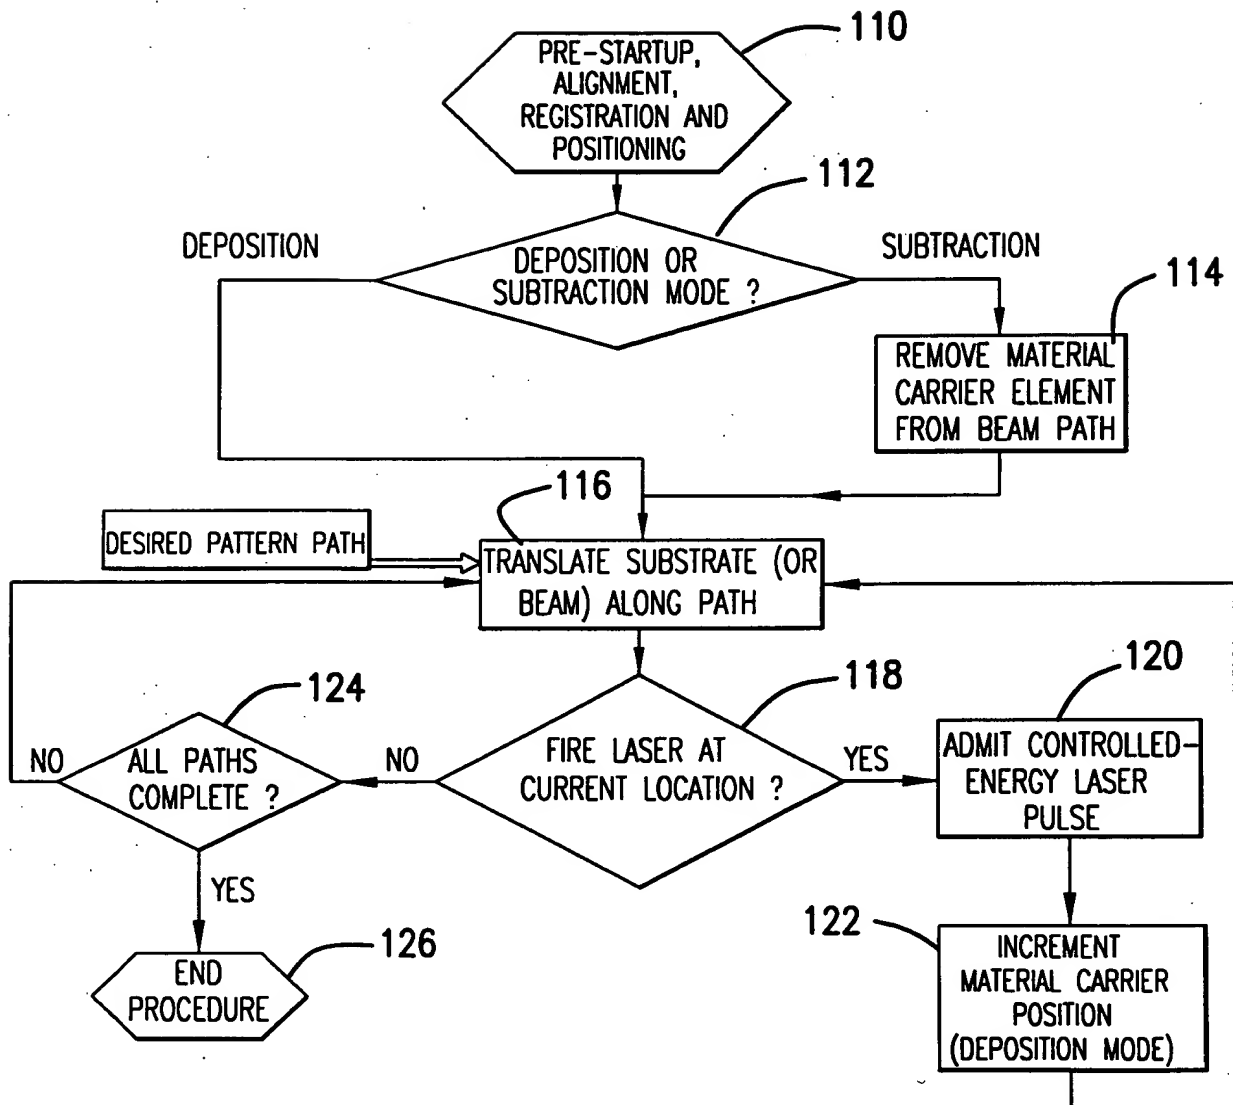 110
PRE-STARTUP,
ALIGNMENT,
REGISTRATION AND
POSITIONING
112
DEPOSITION
DEPOSITION OR
SUBTRACTION MODE ?
SUBTRACTION
114
REMOVE MATERIAL
CARRIER ELEMENT
FROM BEAM PATH
116
DESIRED PATTERN PATH
TRANSLATE SUBSTRATE (OR
BEAM) ALONG PATH
118
FIRE LASER AT
CURRENT LOCATION ?
YES
NO
120
ADMIT CONTROLLED-
ENERGY LASER
PULSE
122
INCREMENT
MATERIAL CARRIER
POSITION
(DEPOSITION MODE)
124
ALL PATHS
COMPLETE ?
NO
YES
126
END
PROCEDURE